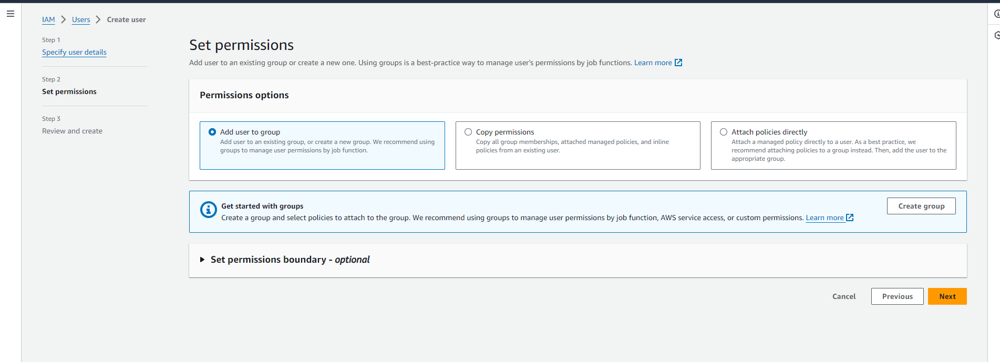 IAM > Users > Create user
Step 1
Specify user details
Step 2
Set permissions
Step 3
Review and create
Set permissions
Add user to an existing group or create a new one. Using groups is a best-practice way to manage user's permissions by job functions. Learn more
Permissions options
Add user to group
Add user to an existing group, or create a new group. We recommend using
groups to manage user permissions by job function.
Copy permissions
Copy all group memberships, attached managed policies, and inline
policies from an existing user.
Attach policies directly
Attach a managed policy directly to a user. As a best practice, we
recommend attaching policies to a group instead. Then, add the user to the
appropriate group.
Get started with groups
Create a group and select policies to attach to the group. We recommend using groups to manage user permissions by job function, AWS service access, or custom permissions. Learn more
Create group
Set permissions boundary - optional
Cancel
Previous
Next